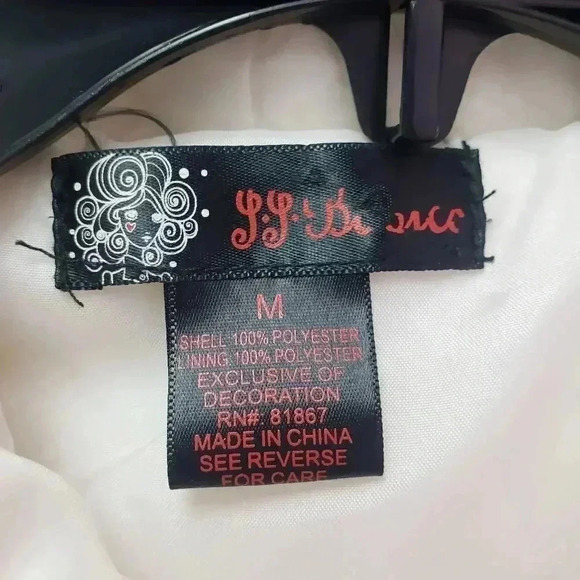 M
SHELL 100% POLYESTER
LINING 100% POLYESTER
EXCLUSIVE OF
DECORATION
RN#. 81867
MADE IN CHINA
SEE REVERSE
FOR CARE